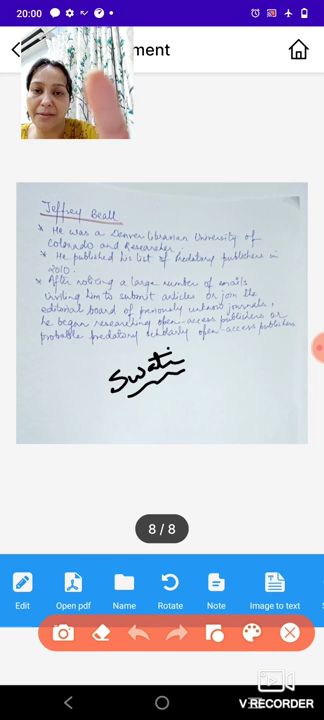 20:00
ment
Jeffrey Beall
* He was a Denver librarian University of
Colorado and Researcher.
* He published his list of Predatory publishers in
2010.
* After noticing a large number of emails
inviting him to submit articles or join the
editorial board of
journals,
he began researching open-access publishers or
probable predatory scholarly open-access publishers
Swati
8/8
Edit
Open pdf
Name
Rotate
Note
Image to text
V RECORDER